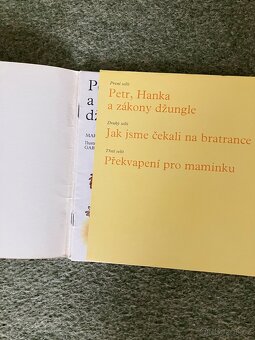 První sešit
Petr, Hanka
a zákony džungle
Druhý sešit
Jak jsme čekali na bratrance
Třetí sešit
Překvapení pro maminku